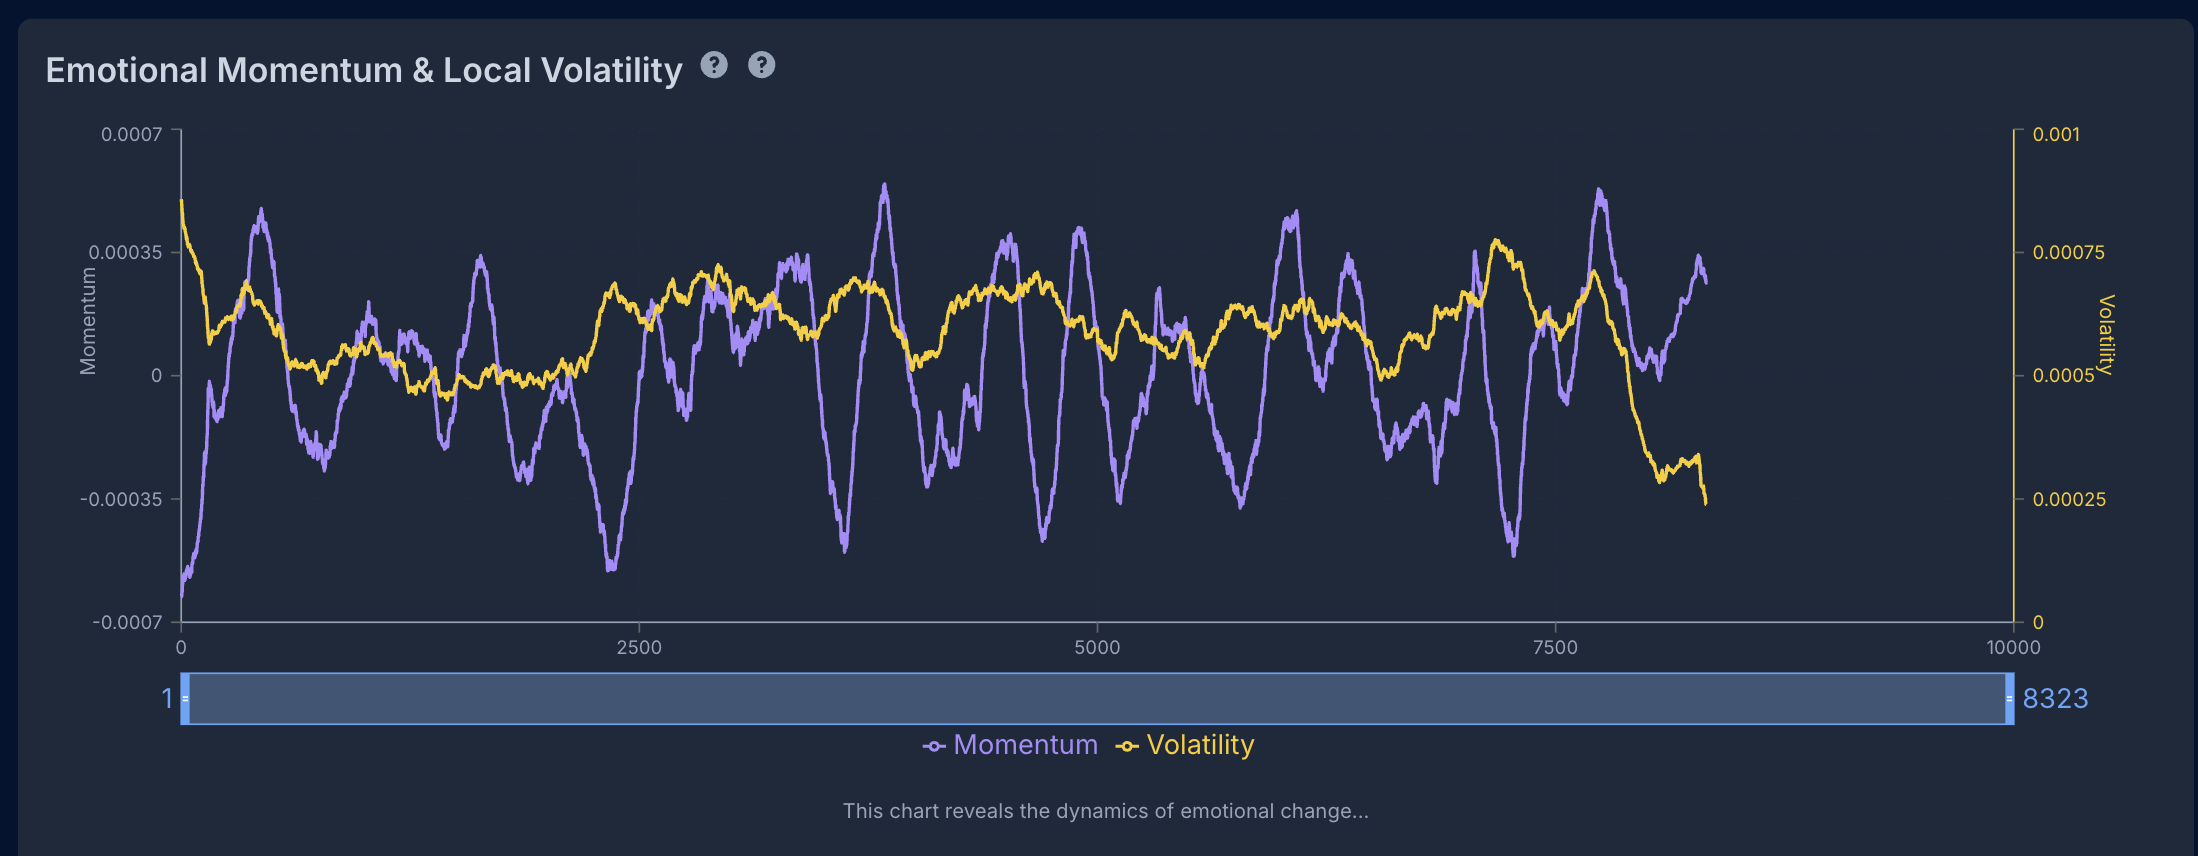 Emotional Momentum & Local Volatility ? ?
0.0007
0.00035
0
-0.00035
-0.0007
Momentum
0.001
0.00075
0.0005
0.00025
0
Volatility
0 2500 5000 7500 10000
1 8323
Momentum Volatility
This chart reveals the dynamics of emotional change...